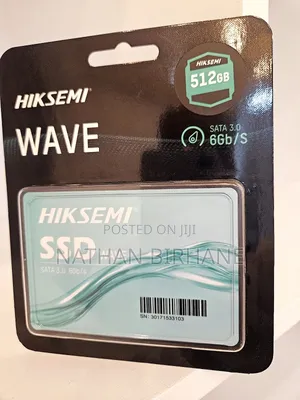 HIKSEMI
512GB
HIKSEMI
WAVE
SATA 3.0
6Gb/S
HIKSEMI
POSTED ON JIJI
SSD
NATHAN BIRHANE
SATA 3.0 6Gb/s
SN: 30171533103